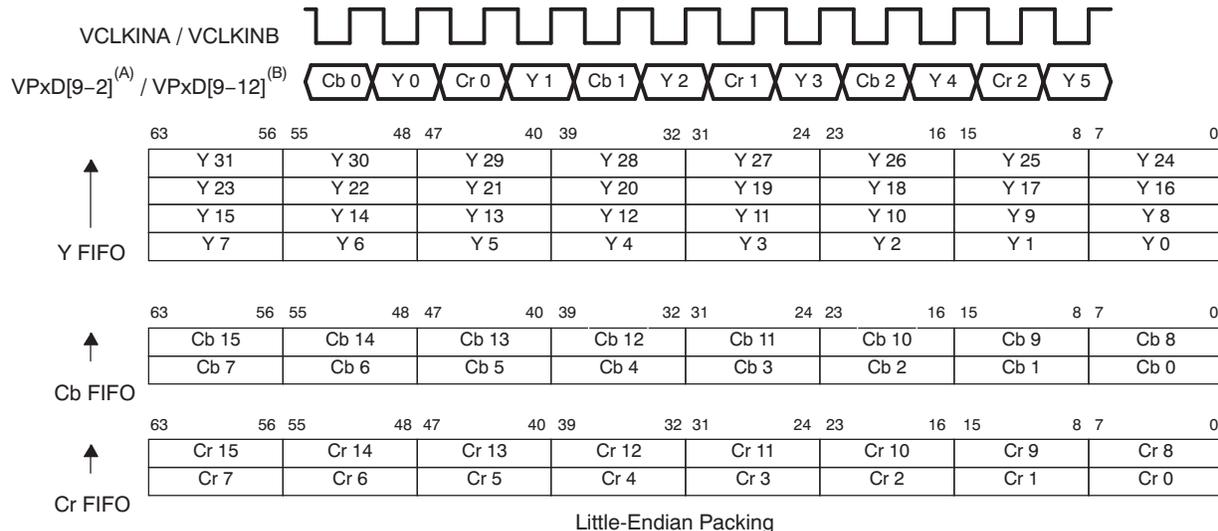 VCLKINA / VCLKINB
VPxD[9−2](A) / VPxD[9−12](B) Cb 0 Y 0 Cr 0 Y 1 Cb 1 Y 2 Cr 1 Y 3 Cb 2 Y 4 Cr 2 Y 5
63 56 55 48 47 40 39 32 31 24 23 16 15 8 7 0
Y 31 Y 30 Y 29 Y 28 Y 27 Y 26 Y 25 Y 24
Y 23 Y 22 Y 21 Y 20 Y 19 Y 18 Y 17 Y 16
Y 15 Y 14 Y 13 Y 12 Y 11 Y 10 Y 9 Y 8
Y FIFO Y 7 Y 6 Y 5 Y 4 Y 3 Y 2 Y 1 Y 0
63 56 55 48 47 40 39 32 31 24 23 16 15 8 7 0
Cb 15 Cb 14 Cb 13 Cb 12 Cb 11 Cb 10 Cb 9 Cb 8
Cb 7 Cb 6 Cb 5 Cb 4 Cb 3 Cb 2 Cb 1 Cb 0
Cb FIFO
63 56 55 48 47 40 39 32 31 24 23 16 15 8 7 0
Cr 15 Cr 14 Cr 13 Cr 12 Cr 11 Cr 10 Cr 9 Cr 8
Cr 7 Cr 6 Cr 5 Cr 4 Cr 3 Cr 2 Cr 1 Cr 0
Cr FIFO
Little-Endian Packing